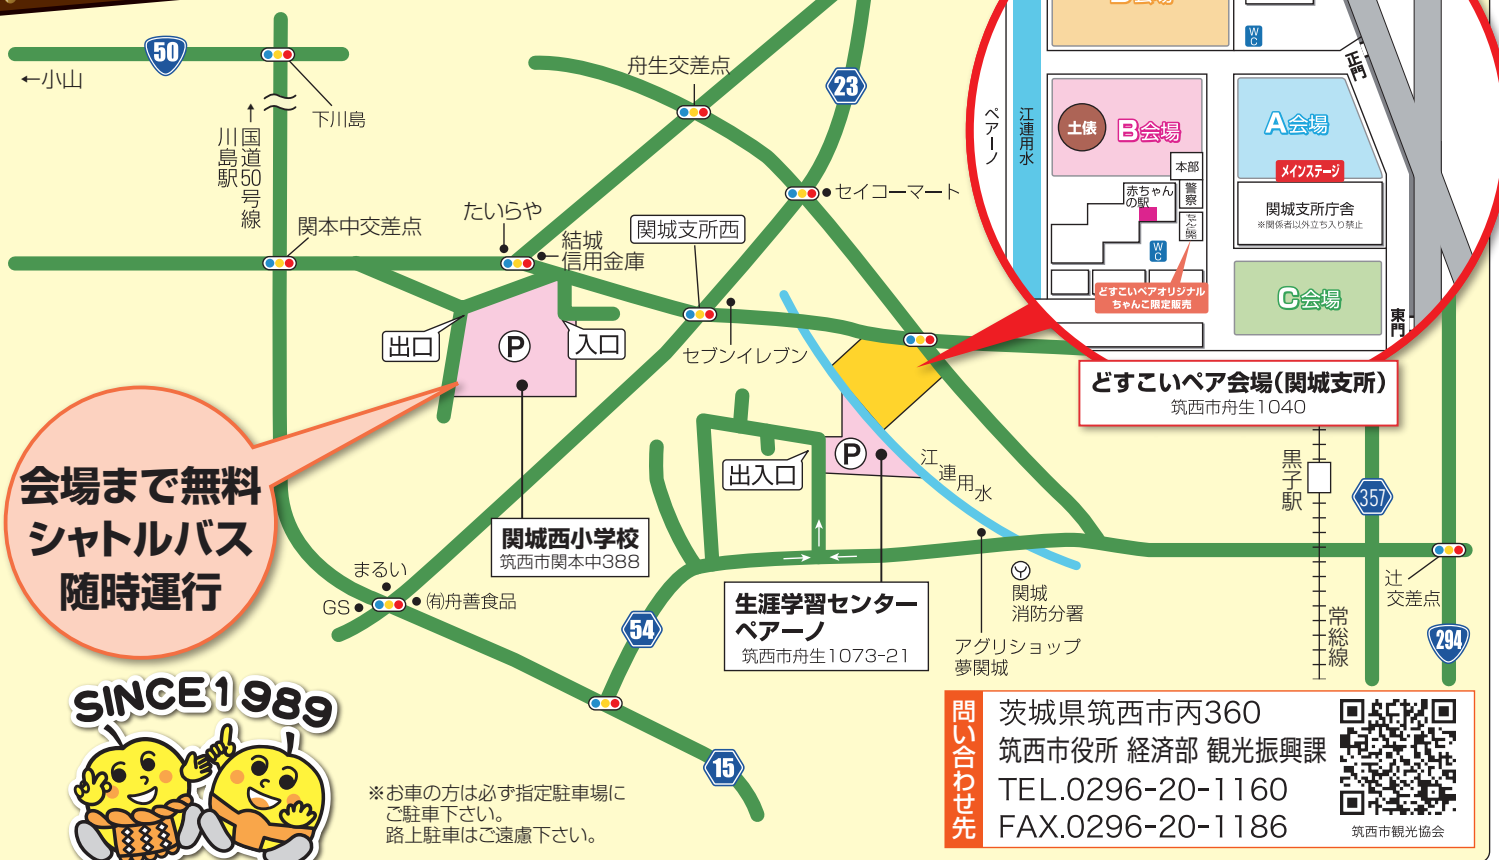 50
←小山
下川島
↑国道50号線
川島駅
関本中交差点
舟生交差点
23
セイコーマート
たいらや
結城
信用金庫
関城支所西
出口
P
入口
セブンイレブン
会場まで無料
シャトルバス
随時運行
関城西小学校
筑西市関本中388
出入口
P
江連用水
生涯学習センター
ペアーノ
筑西市舟生1073-21
まるい
GS
㈲舟善食品
54
15
アグリショップ
夢関城
関城
消防分署
黒子駅
常総線
357
辻
交差点
294
ペアーノ
江連用水
WC
正門
土俵
B会場
A会場
メインステージ
本部
警察
赤ちゃん
の駅
WC
関城支所庁舎
※関係者以外立ち入り禁止
どすこいペアオリジナル
ちゃんこ限定販売
C会場
東門
どすこいペア会場(関城支所)
筑西市舟生1040
SINCE1989
※お車の方は必ず指定駐車場に
ご駐車下さい。
路上駐車はご遠慮下さい。
問い合わせ先
茨城県筑西市丙360
筑西市役所 経済部 観光振興課
TEL.0296-20-1160
FAX.0296-20-1186
筑西市観光協会